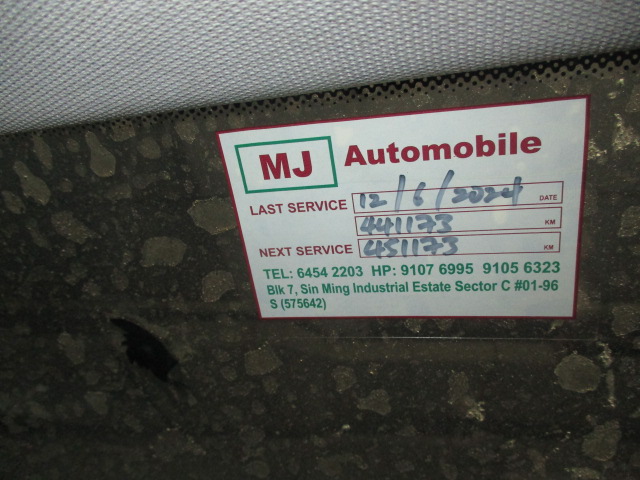 MJ Automobile
LAST SERVICE 12/6/2024 DATE
441173 KM
NEXT SERVICE 451173 KM
TEL: 6454 2203 HP: 9107 6995 9105 6323
Blk 7, Sin Ming Industrial Estate Sector C #01-96
S (575642)